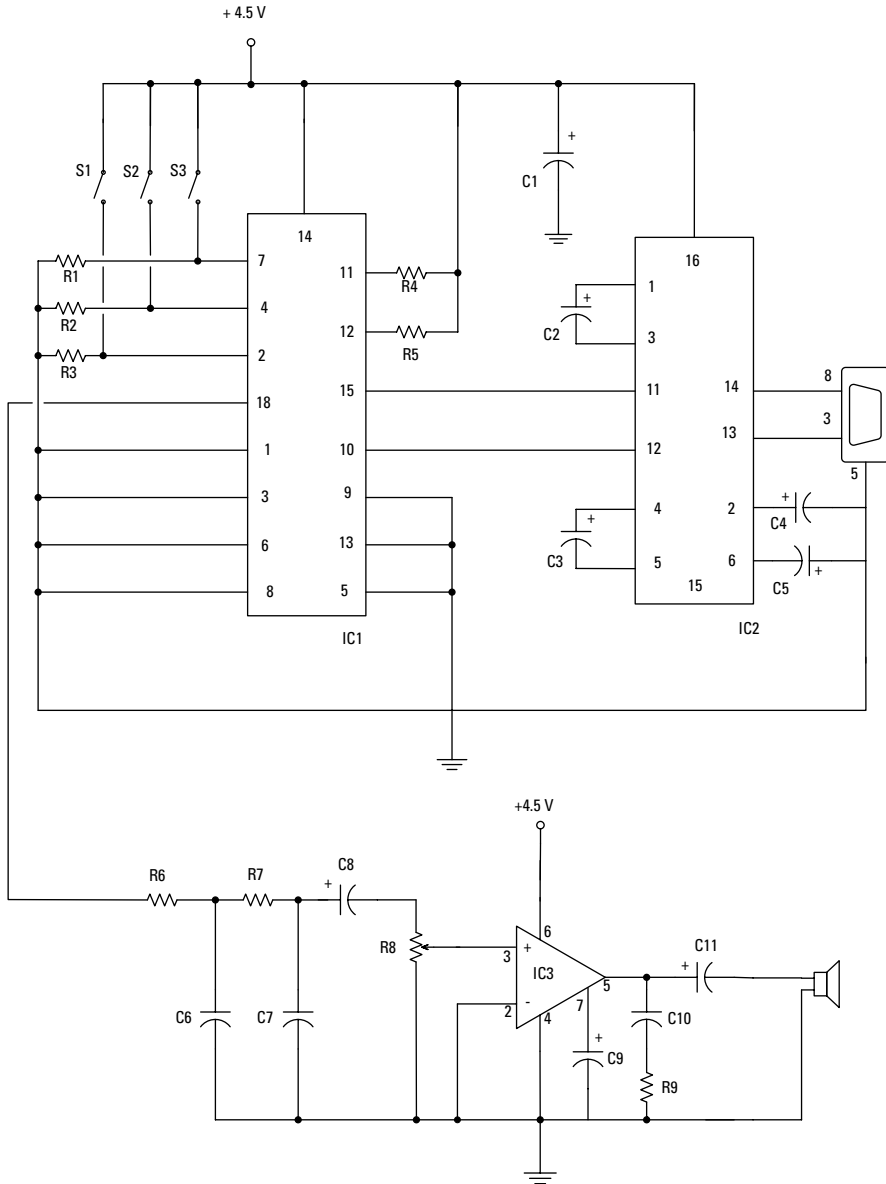 + 4.5 V
S1 S2 S3
+
C1
14
16
R1 7
11 R4
1
+
C2
R2 4
12 R5
3
R3 2
18
15 11 14 8
3
1
10 12 13
5
3
9
4
+
C3
2
+
C4
6
13
5
6
C5
+
8
5
15
IC1
IC2
+4.5 V
R6 R7
+
C8
R8
6
3
+
IC3
5
+
C11
2
-
7
4
C6 C7
+
C9
C10
R9